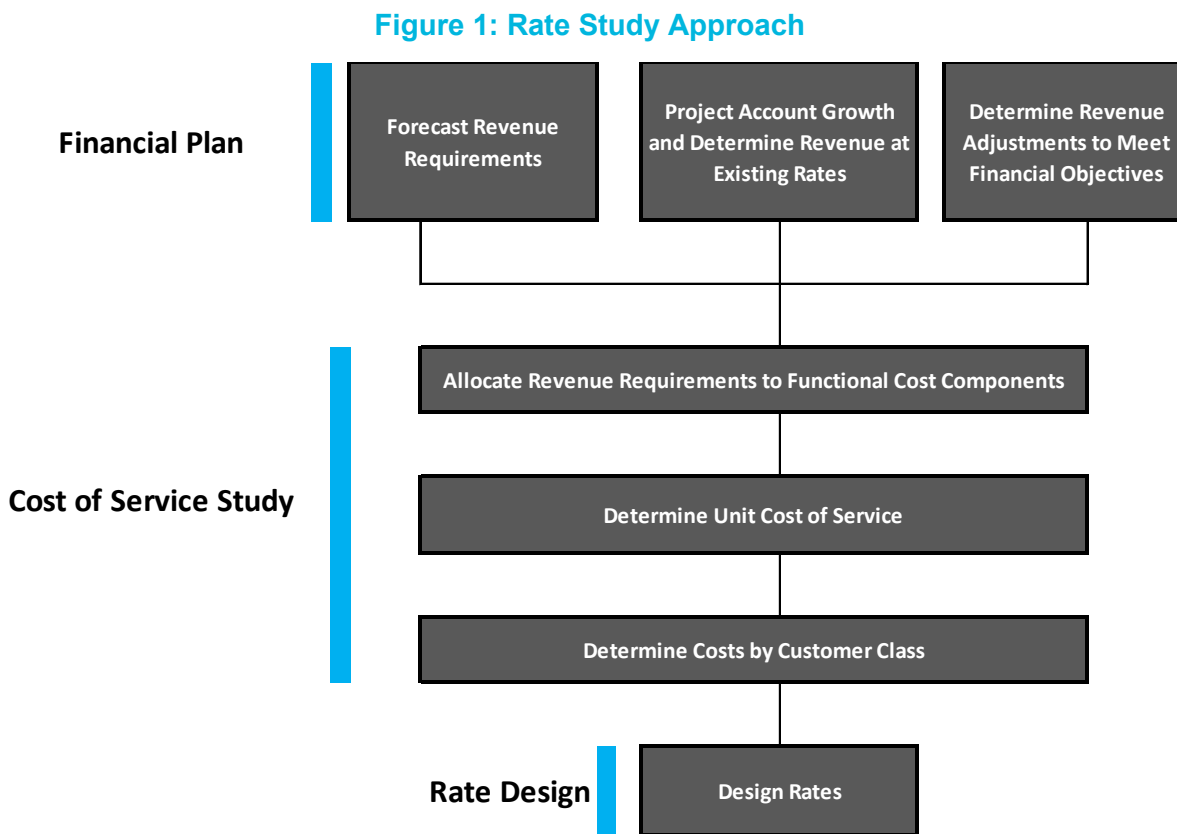 Figure 1: Rate Study Approach
Financial Plan
Forecast Revenue
Requirements
Project Account Growth
and Determine Revenue at
Existing Rates
Determine Revenue
Adjustments to Meet
Financial Objectives
Cost of Service Study
Allocate Revenue Requirements to Functional Cost Components
Determine Unit Cost of Service
Determine Costs by Customer Class
Rate Design
Design Rates